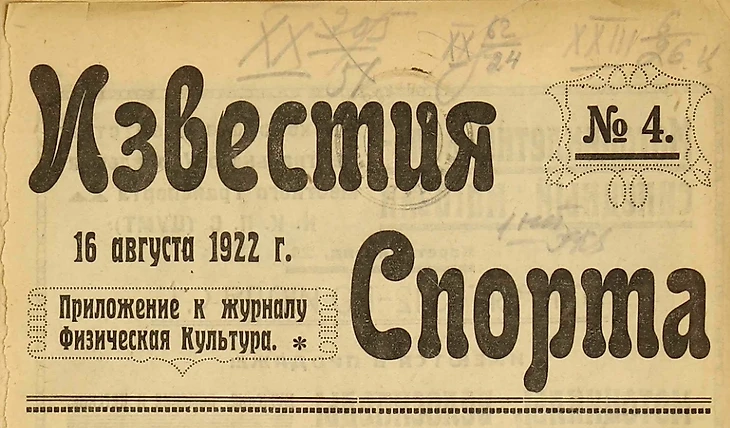 Известия
№ 4.
16 августа 1922 г.
Спорта
Приложение к журналу
Физическая Культура. *